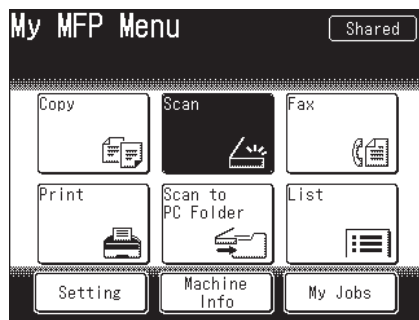 My MFP Menu
Shared
Copy
Scan
Fax
Print
Scan to
PC Folder
List
Setting
Machine
Info
My Jobs